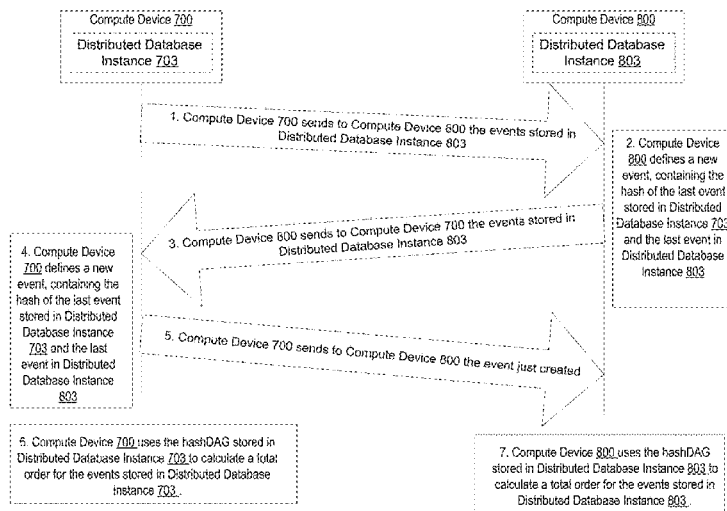 Compute Device 700
Distributed Database
Instance 703
Compute Device 800
Distributed Database
Instance 803
1. Compute Device 700 sends to Compute Device 800 the events stored in
Distributed Database Instance 803
2. Compute Device
800 defines a new
event, containing the
hash of the last event
stored in Distributed
Database Instance 703
and the last event in
Distributed Database
Instance 803
3. Compute Device 800 sends to Compute Device 700 the events stored in
Distributed Database Instance 803
4. Compute Device
700 defines a new
event, containing the
hash of the last event
stored in Distributed
Database Instance
703 and the last
event in Distributed
Database Instance
803
5. Compute Device 700 sends to Compute Device 800 the event just created
6. Compute Device 700 uses the hashDAG stored in
Distributed Database Instance 703 to calculate a total
order for the events stored in Distributed Database
Instance 703 .
7. Compute Device 800 uses the hashDAG
stored in Distributed Database Instance 803 to
calculate a total order for the events stored in
Distributed Database Instance 803 .